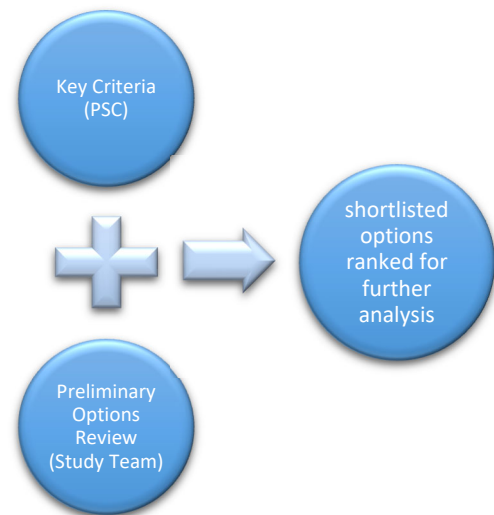 Key Criteria
(PSC)
shortlisted
options
ranked for
further
analysis
Preliminary
Options
Review
(Study Team)